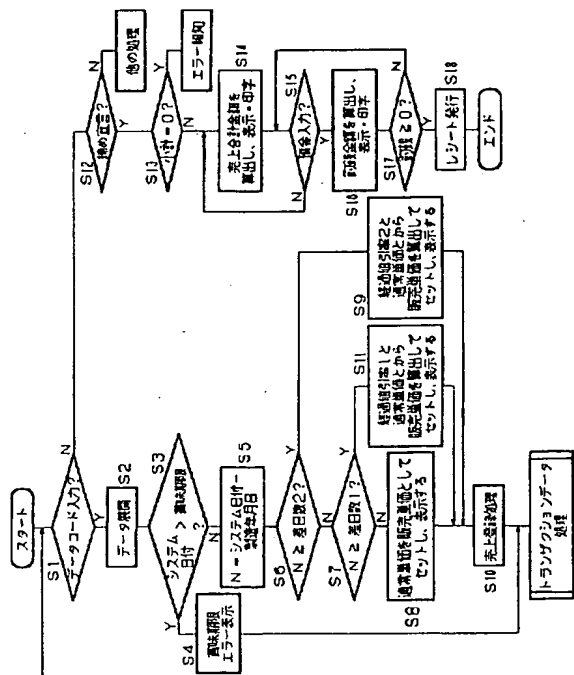 スタート
S1
データコード入力?
N
Y
S2
データ展開
S3
システム日付 > 賞味期限?
Y
N
S4
賞味期限
エラー表示
S5
N = システム日付 −
製造年月日
S6
N ≥ 差日数2?
Y
N
S7
N ≥ 差日数1?
Y
N
S8
通常単価を販売単価として
セットし、表示する
S11
経過値引率1と
通常単価とから
販売単価を算出して
セットし、表示する
S9
経過値引率2と
通常単価とから
販売単価を算出して
セットし、表示する
S10
売上登録処理
トランザクションデータ
処理
S12
締め宣言?
N
他の処理
Y
S13
小計=0?
Y
エラー報知
N
S14
売上合計金額を
算出し、表示・印字
S15
預金入力?
N
Y
S16
釣銭金額を算出し、
表示・印字
S17
釣銭 ≥ 0?
N
Y
S18
レシート発行
エンド